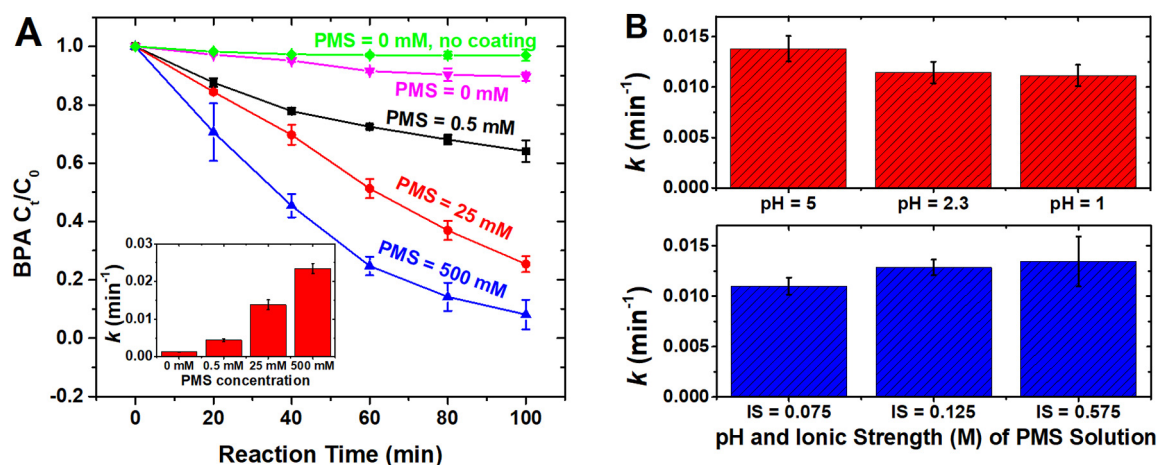 A
BPA Ct/C0
1.0
0.8
0.6
0.4
0.2
0.0
-0.2
PMS = 0 mM, no coating
PMS = 0 mM
PMS = 0.5 mM
PMS = 25 mM
PMS = 500 mM
k (min-1)
0.03
0.02
0.01
0.00
0 mM 0.5 mM 25 mM 500 mM
PMS concentration
0 20 40 60 80 100
Reaction Time (min)
B
k (min-1)
0.015
0.010
0.005
0.000
pH = 5 pH = 2.3 pH = 1
k (min-1)
0.015
0.010
0.005
0.000
IS = 0.075 IS = 0.125 IS = 0.575
pH and Ionic Strength (M) of PMS Solution